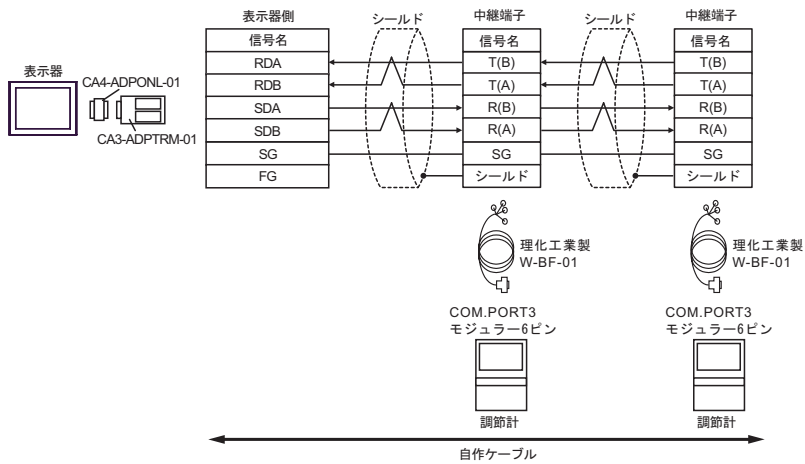 表示器
CA4-ADPONL-01
CA3-ADPTRM-01
表示器側
信号名
RDA
RDB
SDA
SDB
SG
FG
シールド
中継端子
信号名
T(B)
T(A)
R(B)
R(A)
SG
シールド
シールド
中継端子
信号名
T(B)
T(A)
R(B)
R(A)
SG
シールド
理化工業製
W-BF-01
COM.PORT3
モジュラー6ピン
調節計
理化工業製
W-BF-01
COM.PORT3
モジュラー6ピン
調節計
自作ケーブル